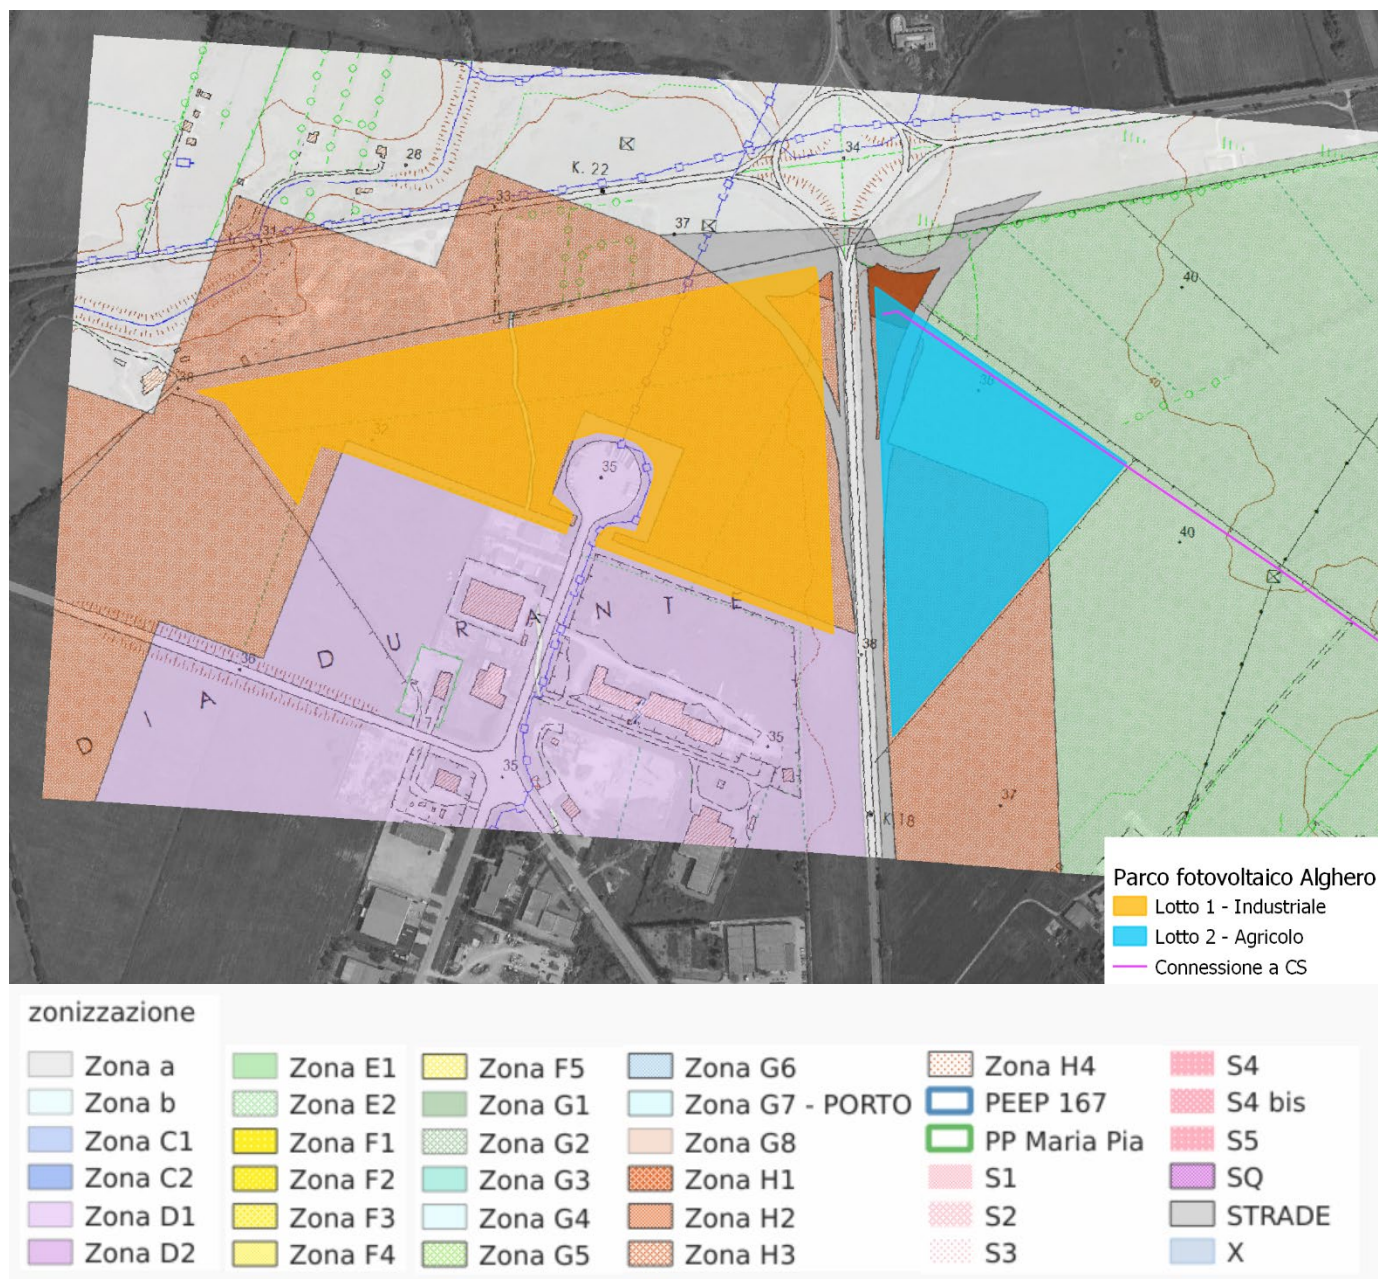 28
K. 22
34
33
37
31
40
38
36
40
32
35
40
D I A
D U R A N T E
36
38
35
35
37
K 18
Parco fotovoltaico Alghero
Lotto 1 - Industriale
Lotto 2 - Agricolo
Connessione a CS
zonizzazione
Zona a
Zona b
Zona C1
Zona C2
Zona D1
Zona D2
Zona E1
Zona E2
Zona F1
Zona F2
Zona F3
Zona F4
Zona F5
Zona G1
Zona G2
Zona G3
Zona G4
Zona G5
Zona G6
Zona G7 - PORTO
Zona G8
Zona H1
Zona H2
Zona H3
Zona H4
PEEP 167
PP Maria Pia
S1
S2
S3
S4
S4 bis
S5
SQ
STRADE
X